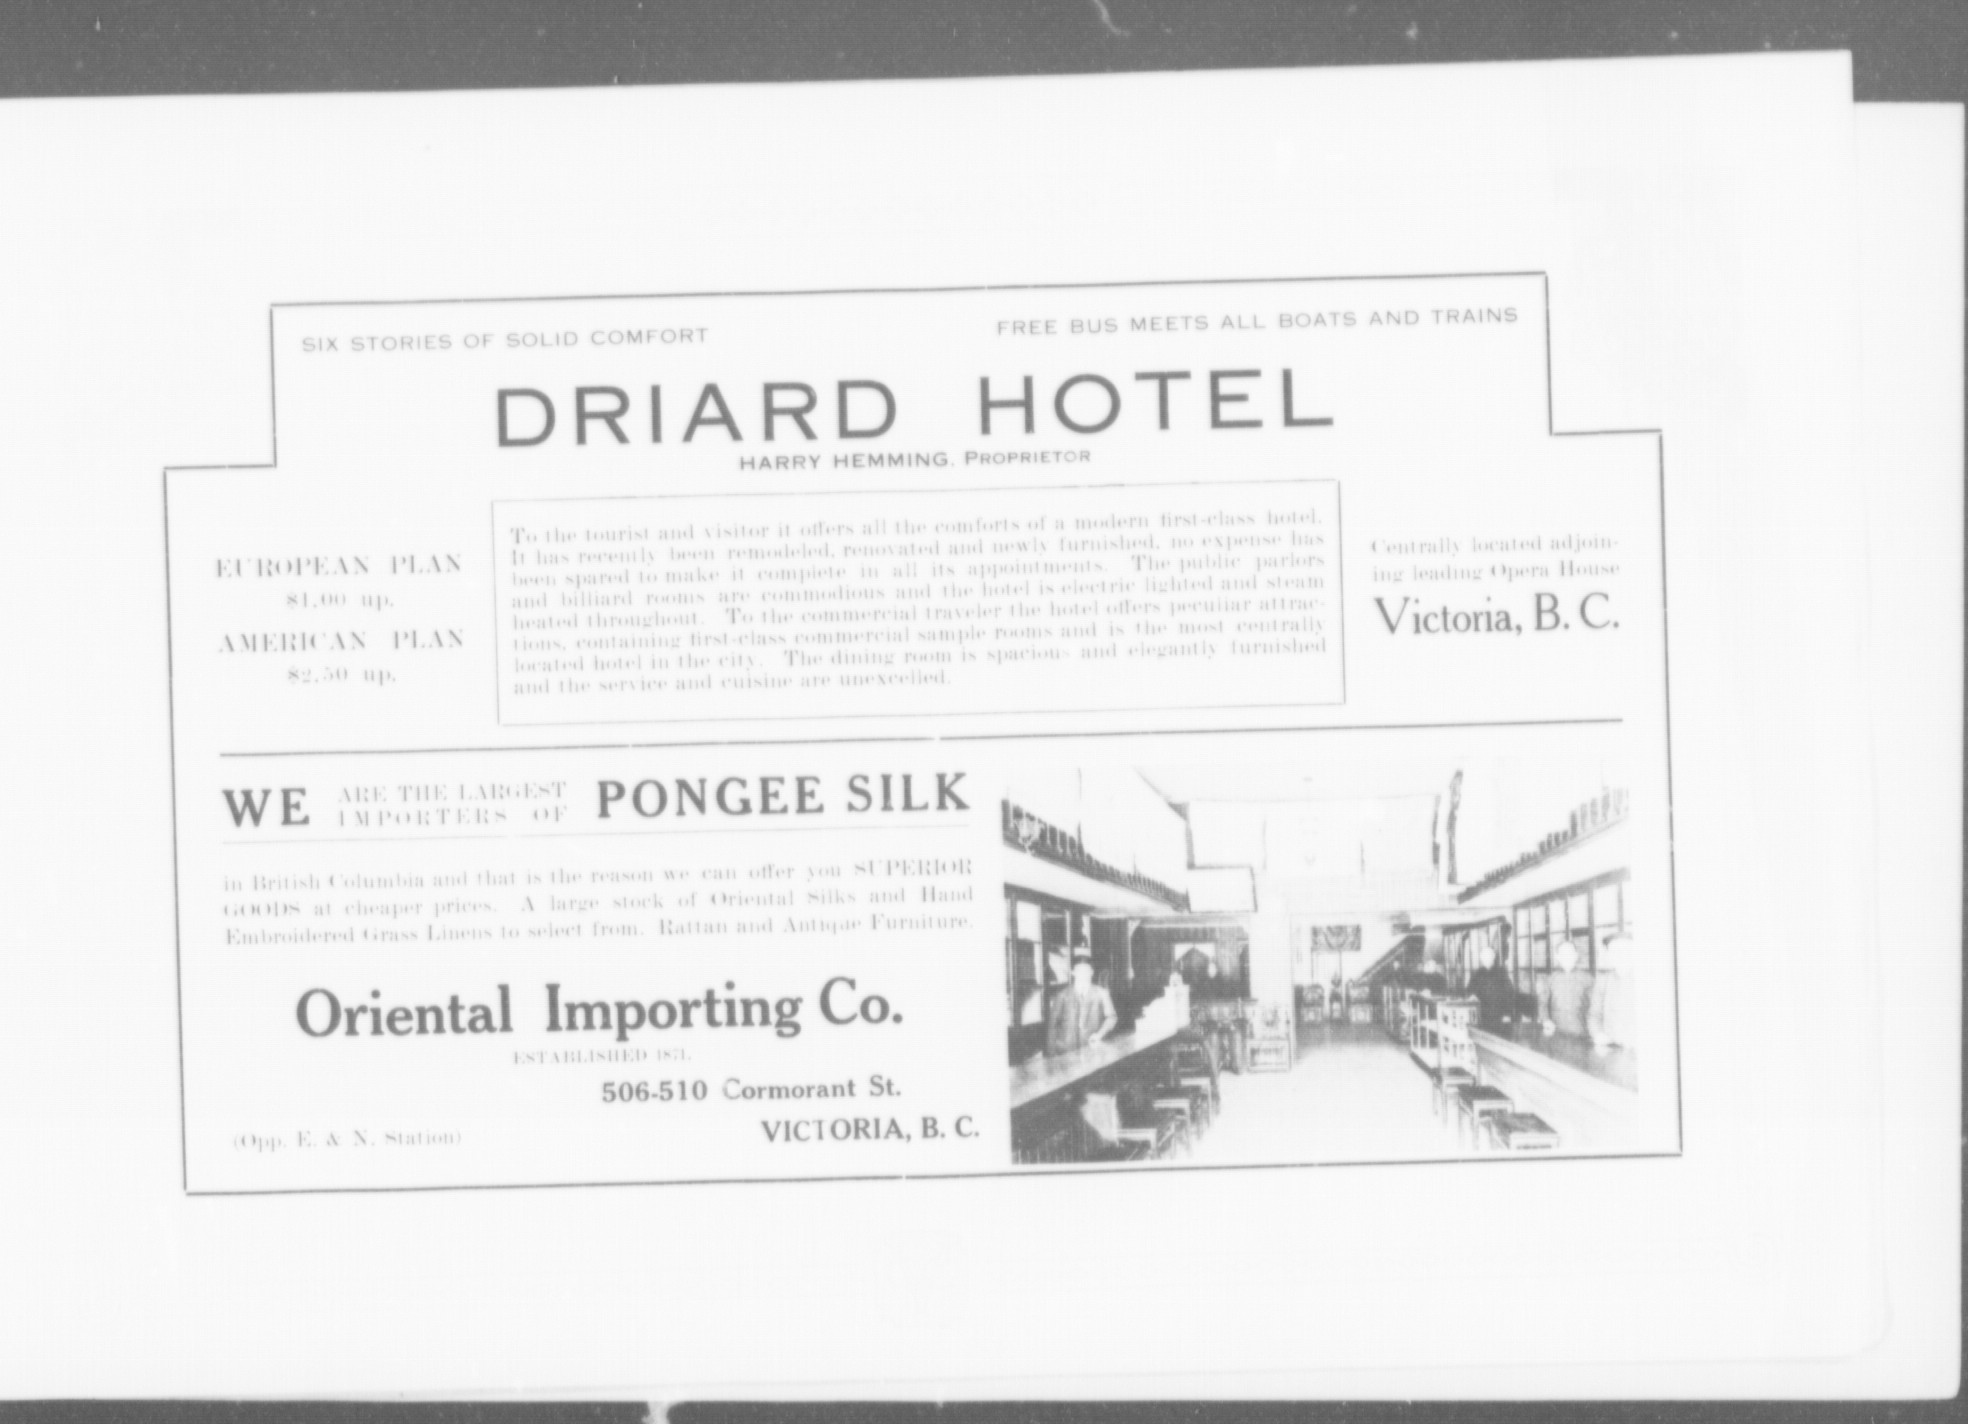 SIX STORIES OF SOLID COMFORT
FREE BUS MEETS ALL BOATS AND TRAINS
DRIARD HOTEL
HARRY HEMMING, PROPRIETOR
EUROPEAN PLAN
$1.00 up.
AMERICAN PLAN
$2.50 up.
To the tourist and visitor it offers all the comforts of a modern first-class hotel.
It has recently been remodeled, renovated and newly furnished, no expense has
been spared to make it complete in all its appointments. The public parlors
and billiard rooms are commodious and the hotel is electric lighted and steam
heated throughout. To the commercial traveler the hotel offers peculiar attrac-
tions, containing first-class commercial sample rooms and is the most centrally
located hotel in the city. The dining room is spacious and elegantly furnished
and the service and cuisine are unexcelled.
Centrally located adjoin-
ing leading Opera House
Victoria, B. C.
WE ARE THE LARGEST IMPORTERS OF PONGEE SILK
in British Columbia and that is the reason we can offer you SUPERIOR
GOODS at cheaper prices. A large stock of Oriental Silks and Hand
Embroidered Grass Linens to select from. Rattan and Antique Furniture.
Oriental Importing Co.
ESTABLISHED 1871.
506-510 Cormorant St.
(Opp. E. & N. Station)
VICTORIA, B. C.